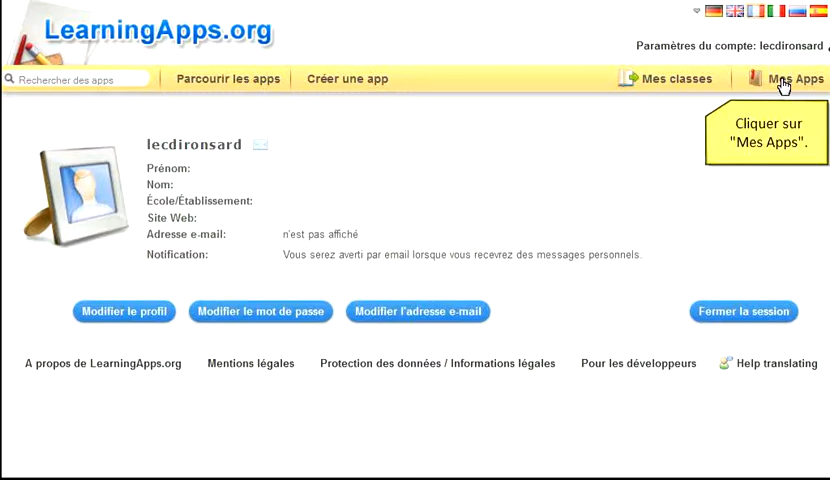 LearningApps.org
Paramètres du compte: lecdironsard
Rechercher des apps
Parcourir les apps
Créer une app
Mes classes
Mes Apps
Cliquer sur
"Mes Apps".
lecdironsard
Prénom:
Nom:
École/Établissement:
Site Web:
Adresse e-mail: n'est pas affiché
Notification: Vous serez averti par email lorsque vous recevrez des messages personnels.
Modifier le profil
Modifier le mot de passe
Modifier l'adresse e-mail
Fermer la session
A propos de LearningApps.org
Mentions légales
Protection des données / Informations légales
Pour les développeurs
Help translating